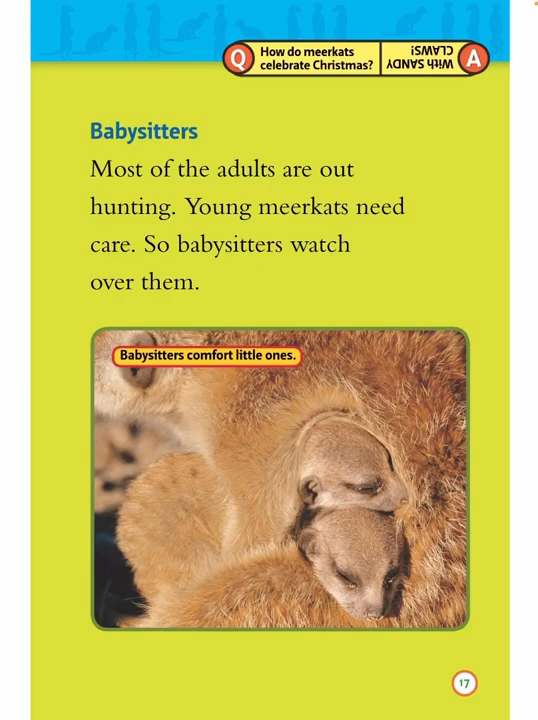 Q
How do meerkats
celebrate Christmas?
With SANDY
CLAWS!
A
Babysitters
Most of the adults are out
hunting. Young meerkats need
care. So babysitters watch
over them.
Babysitters comfort little ones.
17